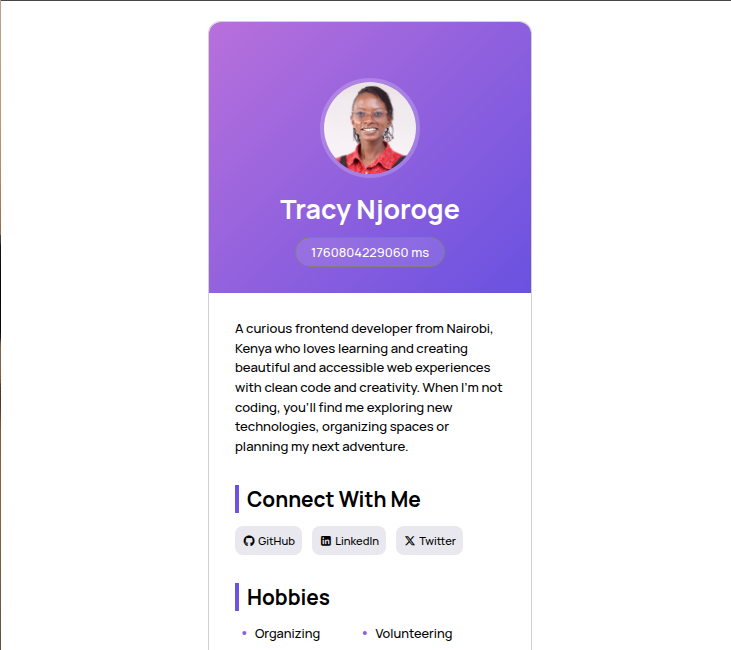 Tracy Njoroge
1760804229060 ms
A curious frontend developer from Nairobi,
Kenya who loves learning and creating
beautiful and accessible web experiences
with clean code and creativity. When I'm not
coding, you'll find me exploring new
technologies, organizing spaces or
planning my next adventure.
Connect With Me
GitHub LinkedIn Twitter
Hobbies
• Organizing • Volunteering